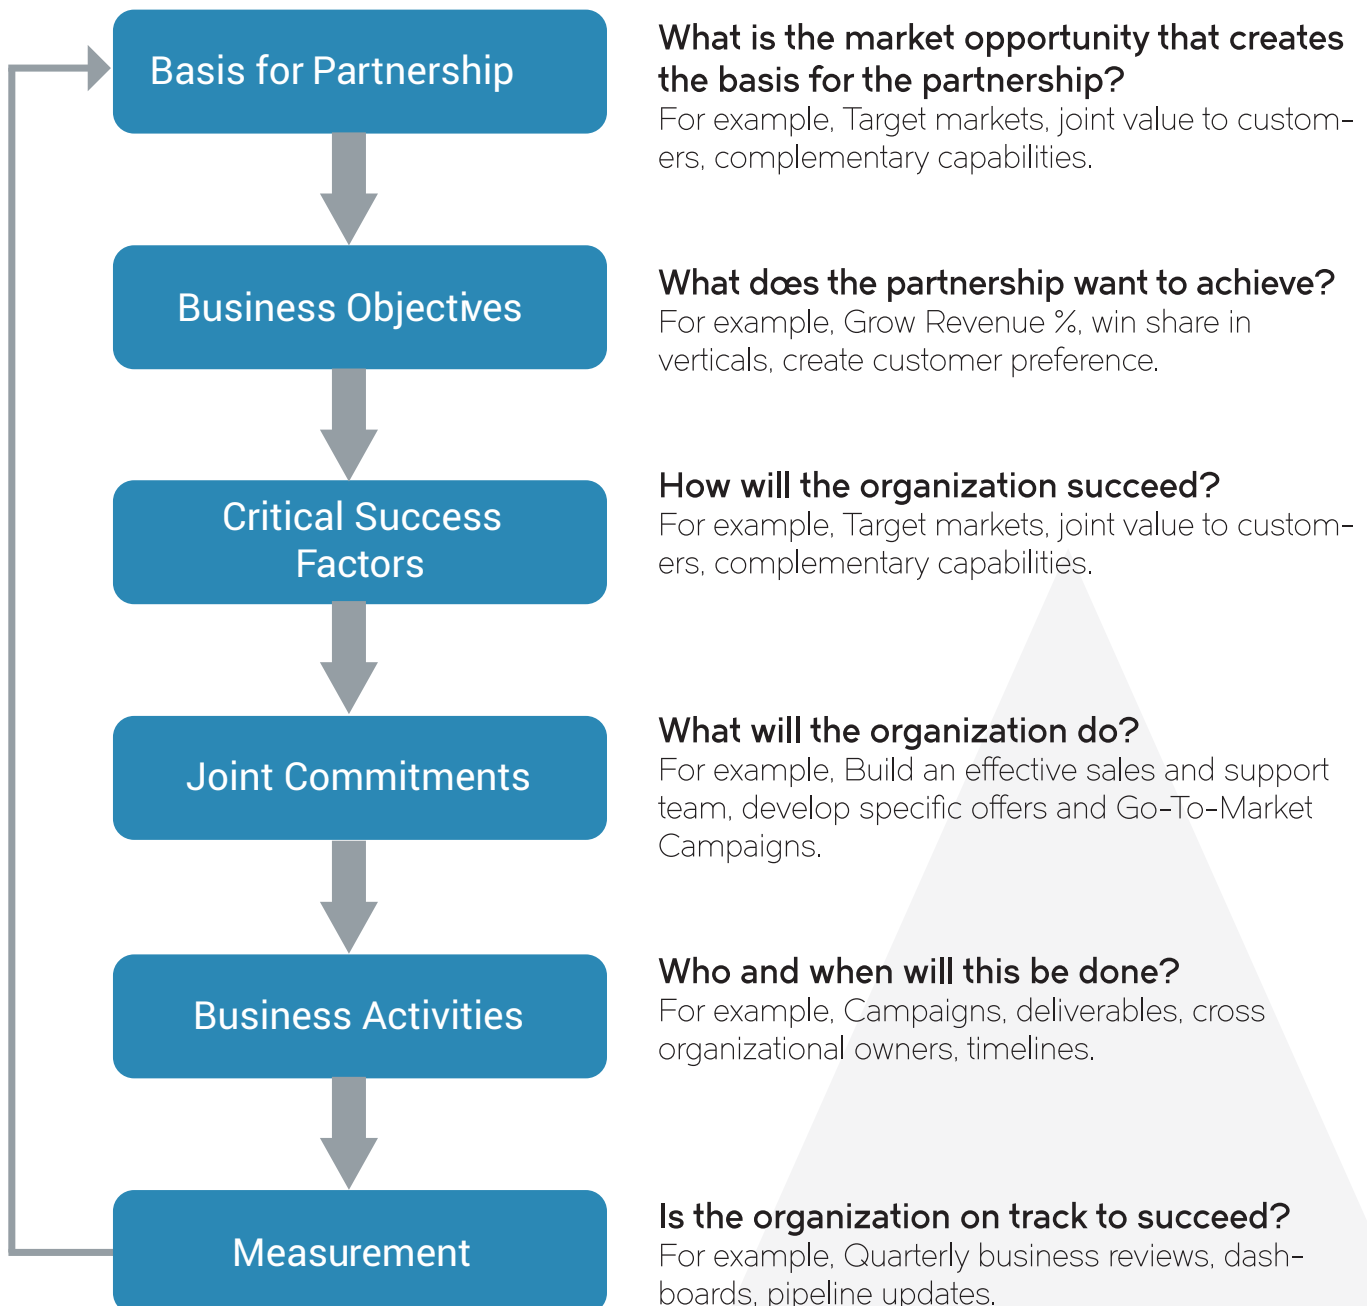 Basis for Partnership
What is the market opportunity that creates
the basis for the partnership?
For example, Target markets, joint value to custom-
ers, complementary capabilities.
Business Objectives
What does the partnership want to achieve?
For example, Grow Revenue %, win share in
verticals, create customer preference.
Critical Success
Factors
How will the organization succeed?
For example, Target markets, joint value to custom-
ers, complementary capabilities.
Joint Commitments
What will the organization do?
For example, Build an effective sales and support
team, develop specific offers and Go-To-Market
Campaigns.
Business Activities
Who and when will this be done?
For example, Campaigns, deliverables, cross
organizational owners, timelines.
Measurement
Is the organization on track to succeed?
For example, Quarterly business reviews, dash-
boards, pipeline updates.